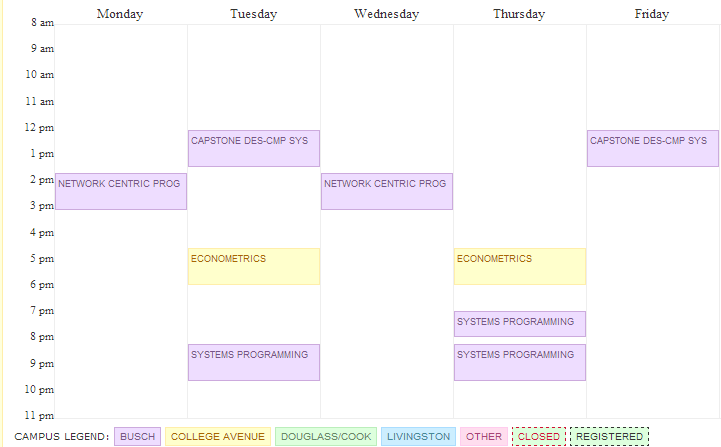 Monday Tuesday Wednesday Thursday Friday
8 am
9 am
10 am
11 am
12 pm
CAPSTONE DES-CMP SYS CAPSTONE DES-CMP SYS
1 pm
2 pm
NETWORK CENTRIC PROG NETWORK CENTRIC PROG
3 pm
4 pm
5 pm
ECONOMETRICS ECONOMETRICS
6 pm
7 pm
SYSTEMS PROGRAMMING
8 pm
SYSTEMS PROGRAMMING SYSTEMS PROGRAMMING
9 pm
10 pm
11 pm
CAMPUS LEGEND: BUSCH COLLEGE AVENUE DOUGLASS/COOK LIVINGSTON OTHER CLOSED REGISTERED